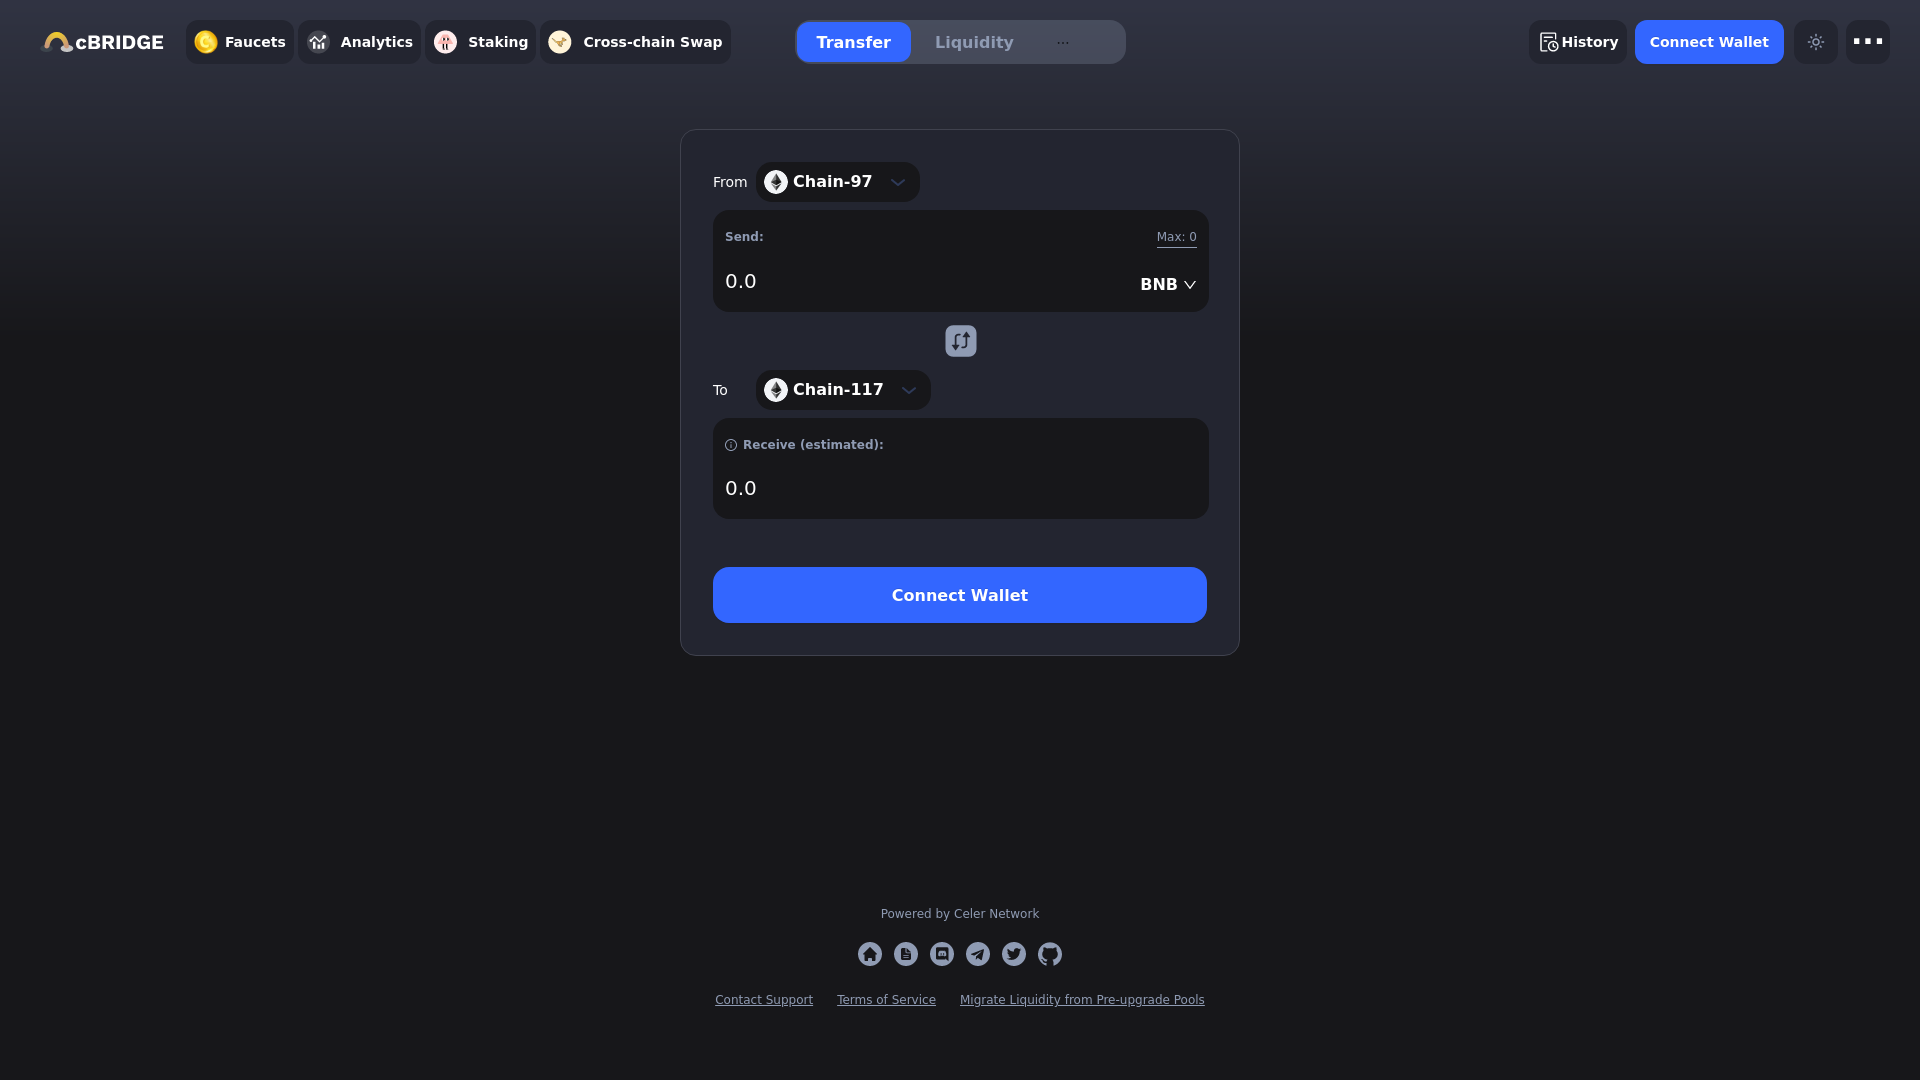 cBRIDGE
Faucets
Analytics
Staking
Cross-chain Swap
Transfer
Liquidity
...
History
Connect Wallet
From
Chain-97
Send:
Max: 0
0.0
BNB
To
Chain-117
Receive (estimated):
0.0
Connect Wallet
Powered by Celer Network
Contact Support
Terms of Service
Migrate Liquidity from Pre-upgrade Pools